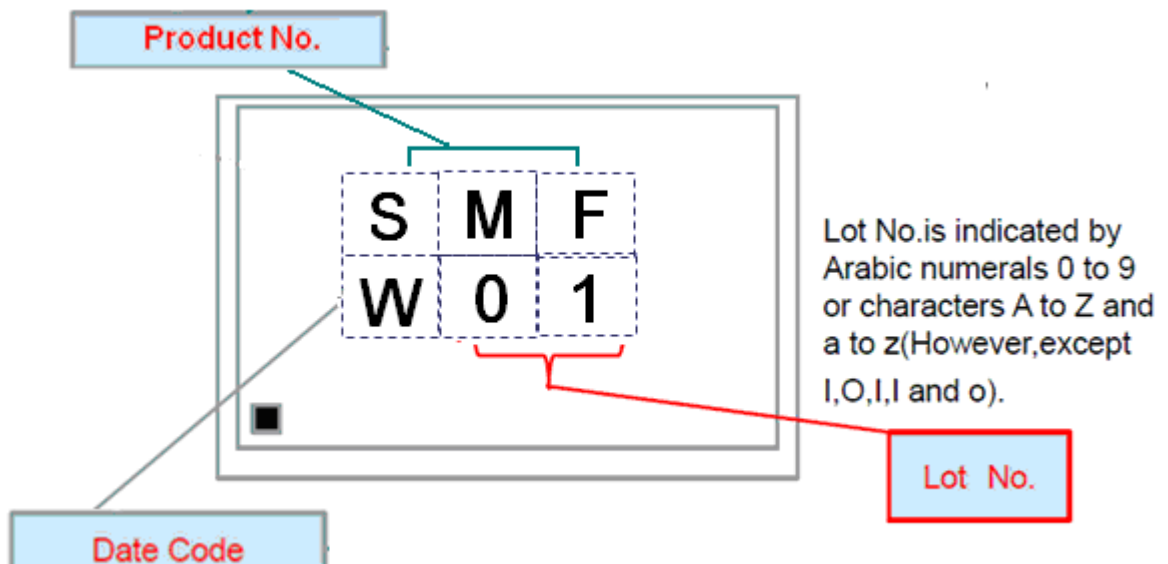 Product No.
S M F
W 0 1
Lot No.is indicated by
Arabic numerals 0 to 9
or characters A to Z and
a to z(However,except
I,O,l,I and o).
Lot No.
Date Code